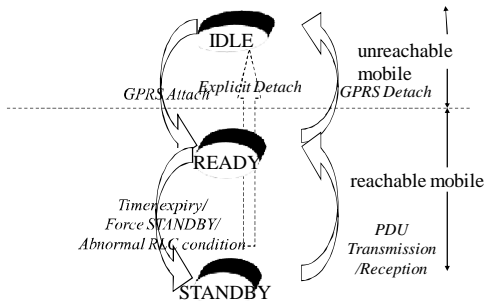 IDLE
unreachable
mobile
GPRS Attach
Explicit Detach
GPRS Detach
READY
reachable mobile
Timer expiry/
Force STANDBY/
Abnormal RLC condition
PDU
Transmission
/Reception
STANDBY